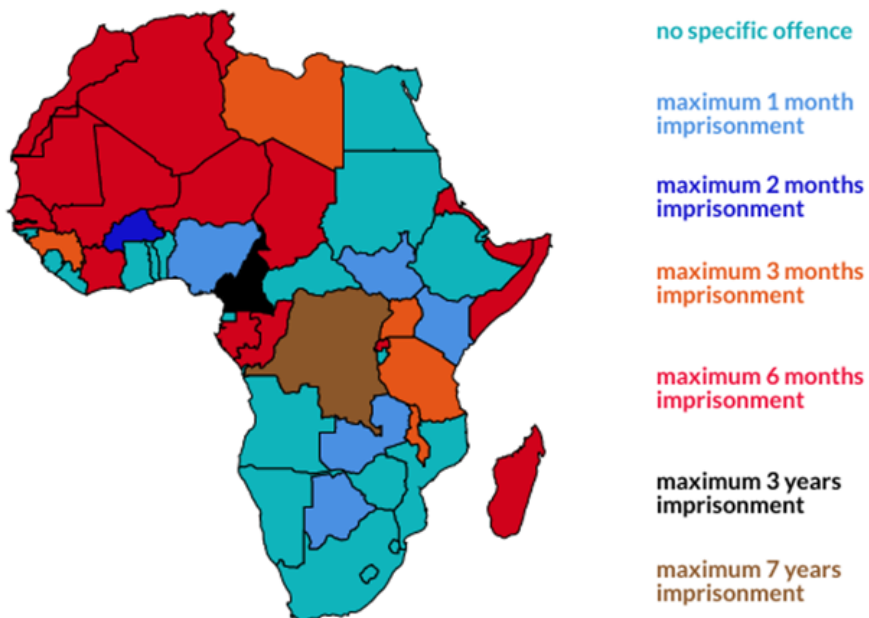 no specific offence
maximum 1 month
imprisonment
maximum 2 months
imprisonment
maximum 3 months
imprisonment
maximum 6 months
imprisonment
maximum 3 years
imprisonment
maximum 7 years
imprisonment